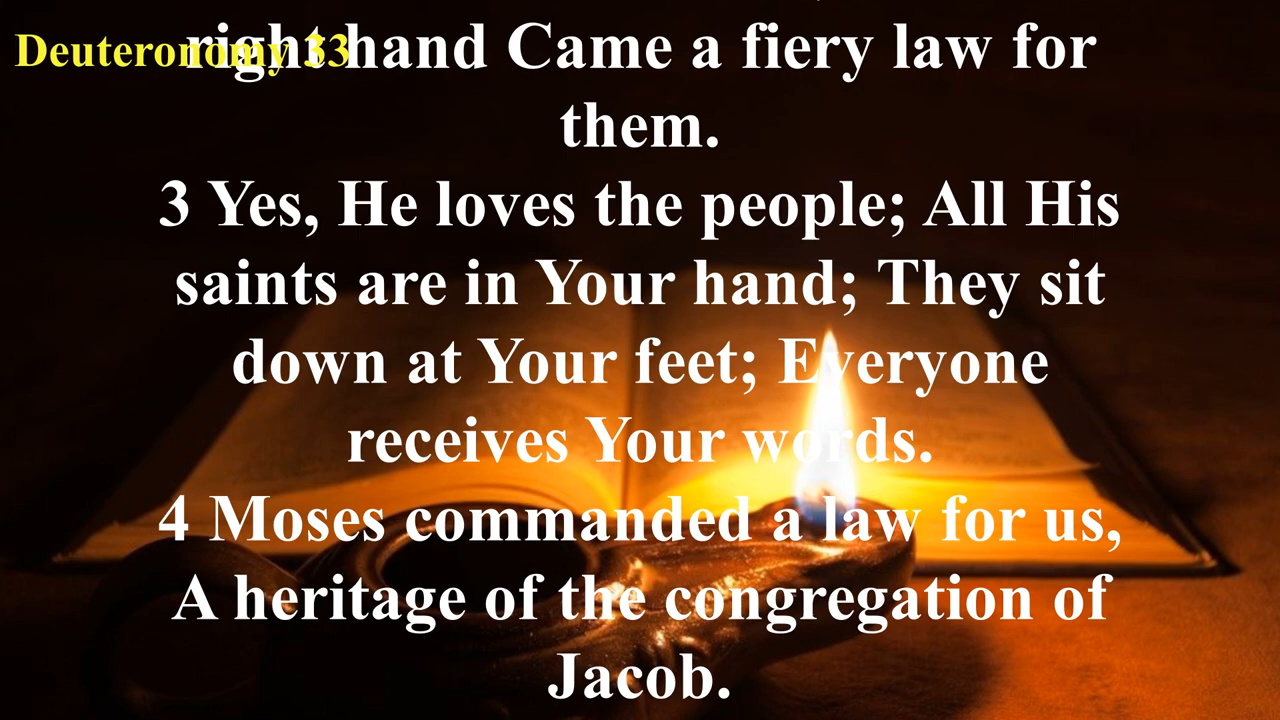 Deuteronomy 33
right hand Came a fiery law for
them.
3 Yes, He loves the people; All His
saints are in Your hand; They sit
down at Your feet; Everyone
receives Your words.
4 Moses commanded a law for us,
A heritage of the congregation of
Jacob.